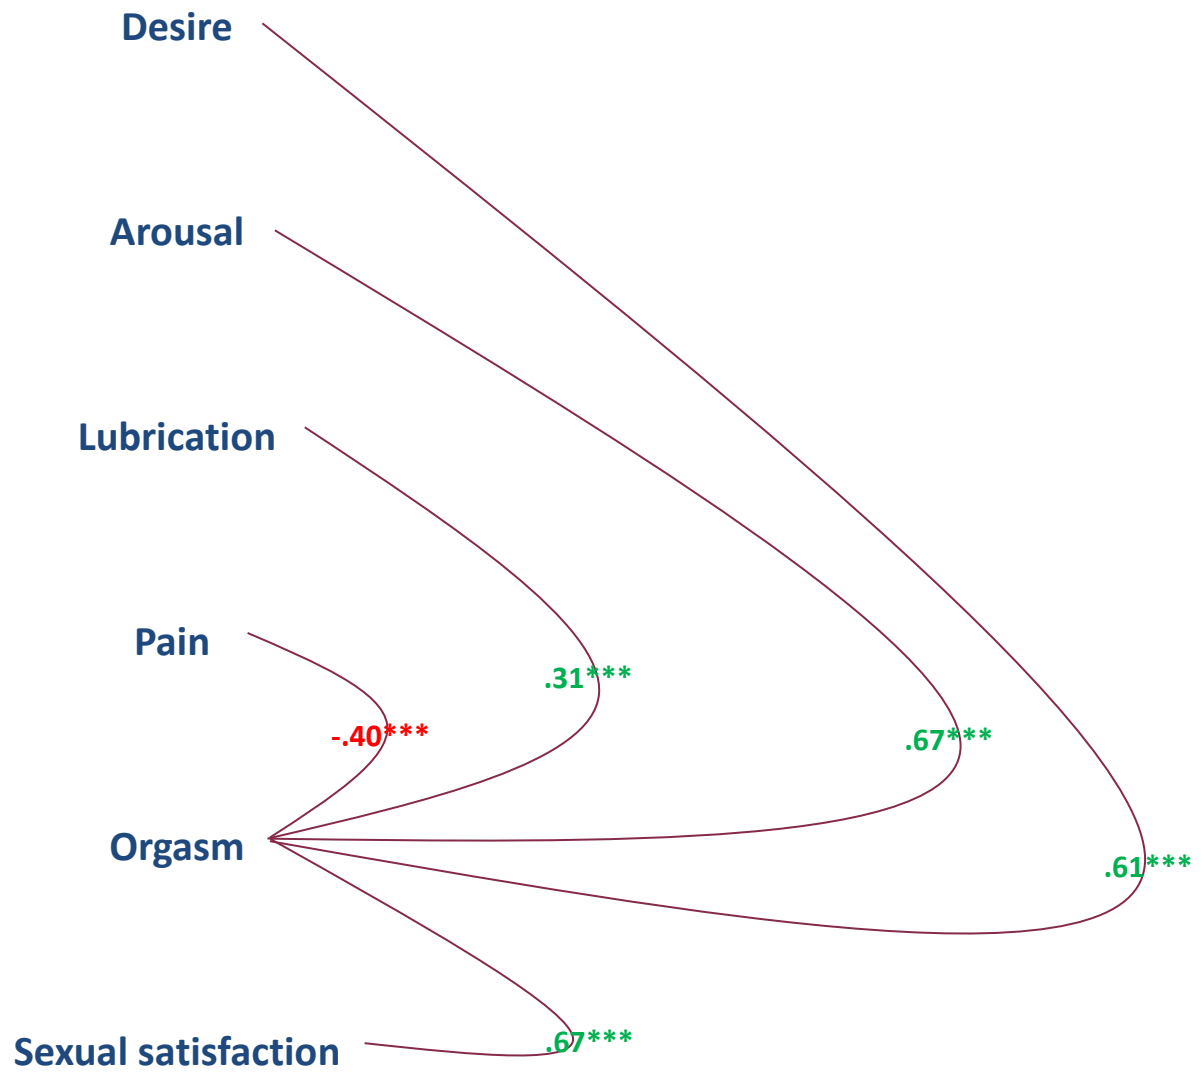 Desire
Arousal
Lubrication
Pain
.31***
-.40***
.67***
Orgasm
.61***
Sexual satisfaction
.67***